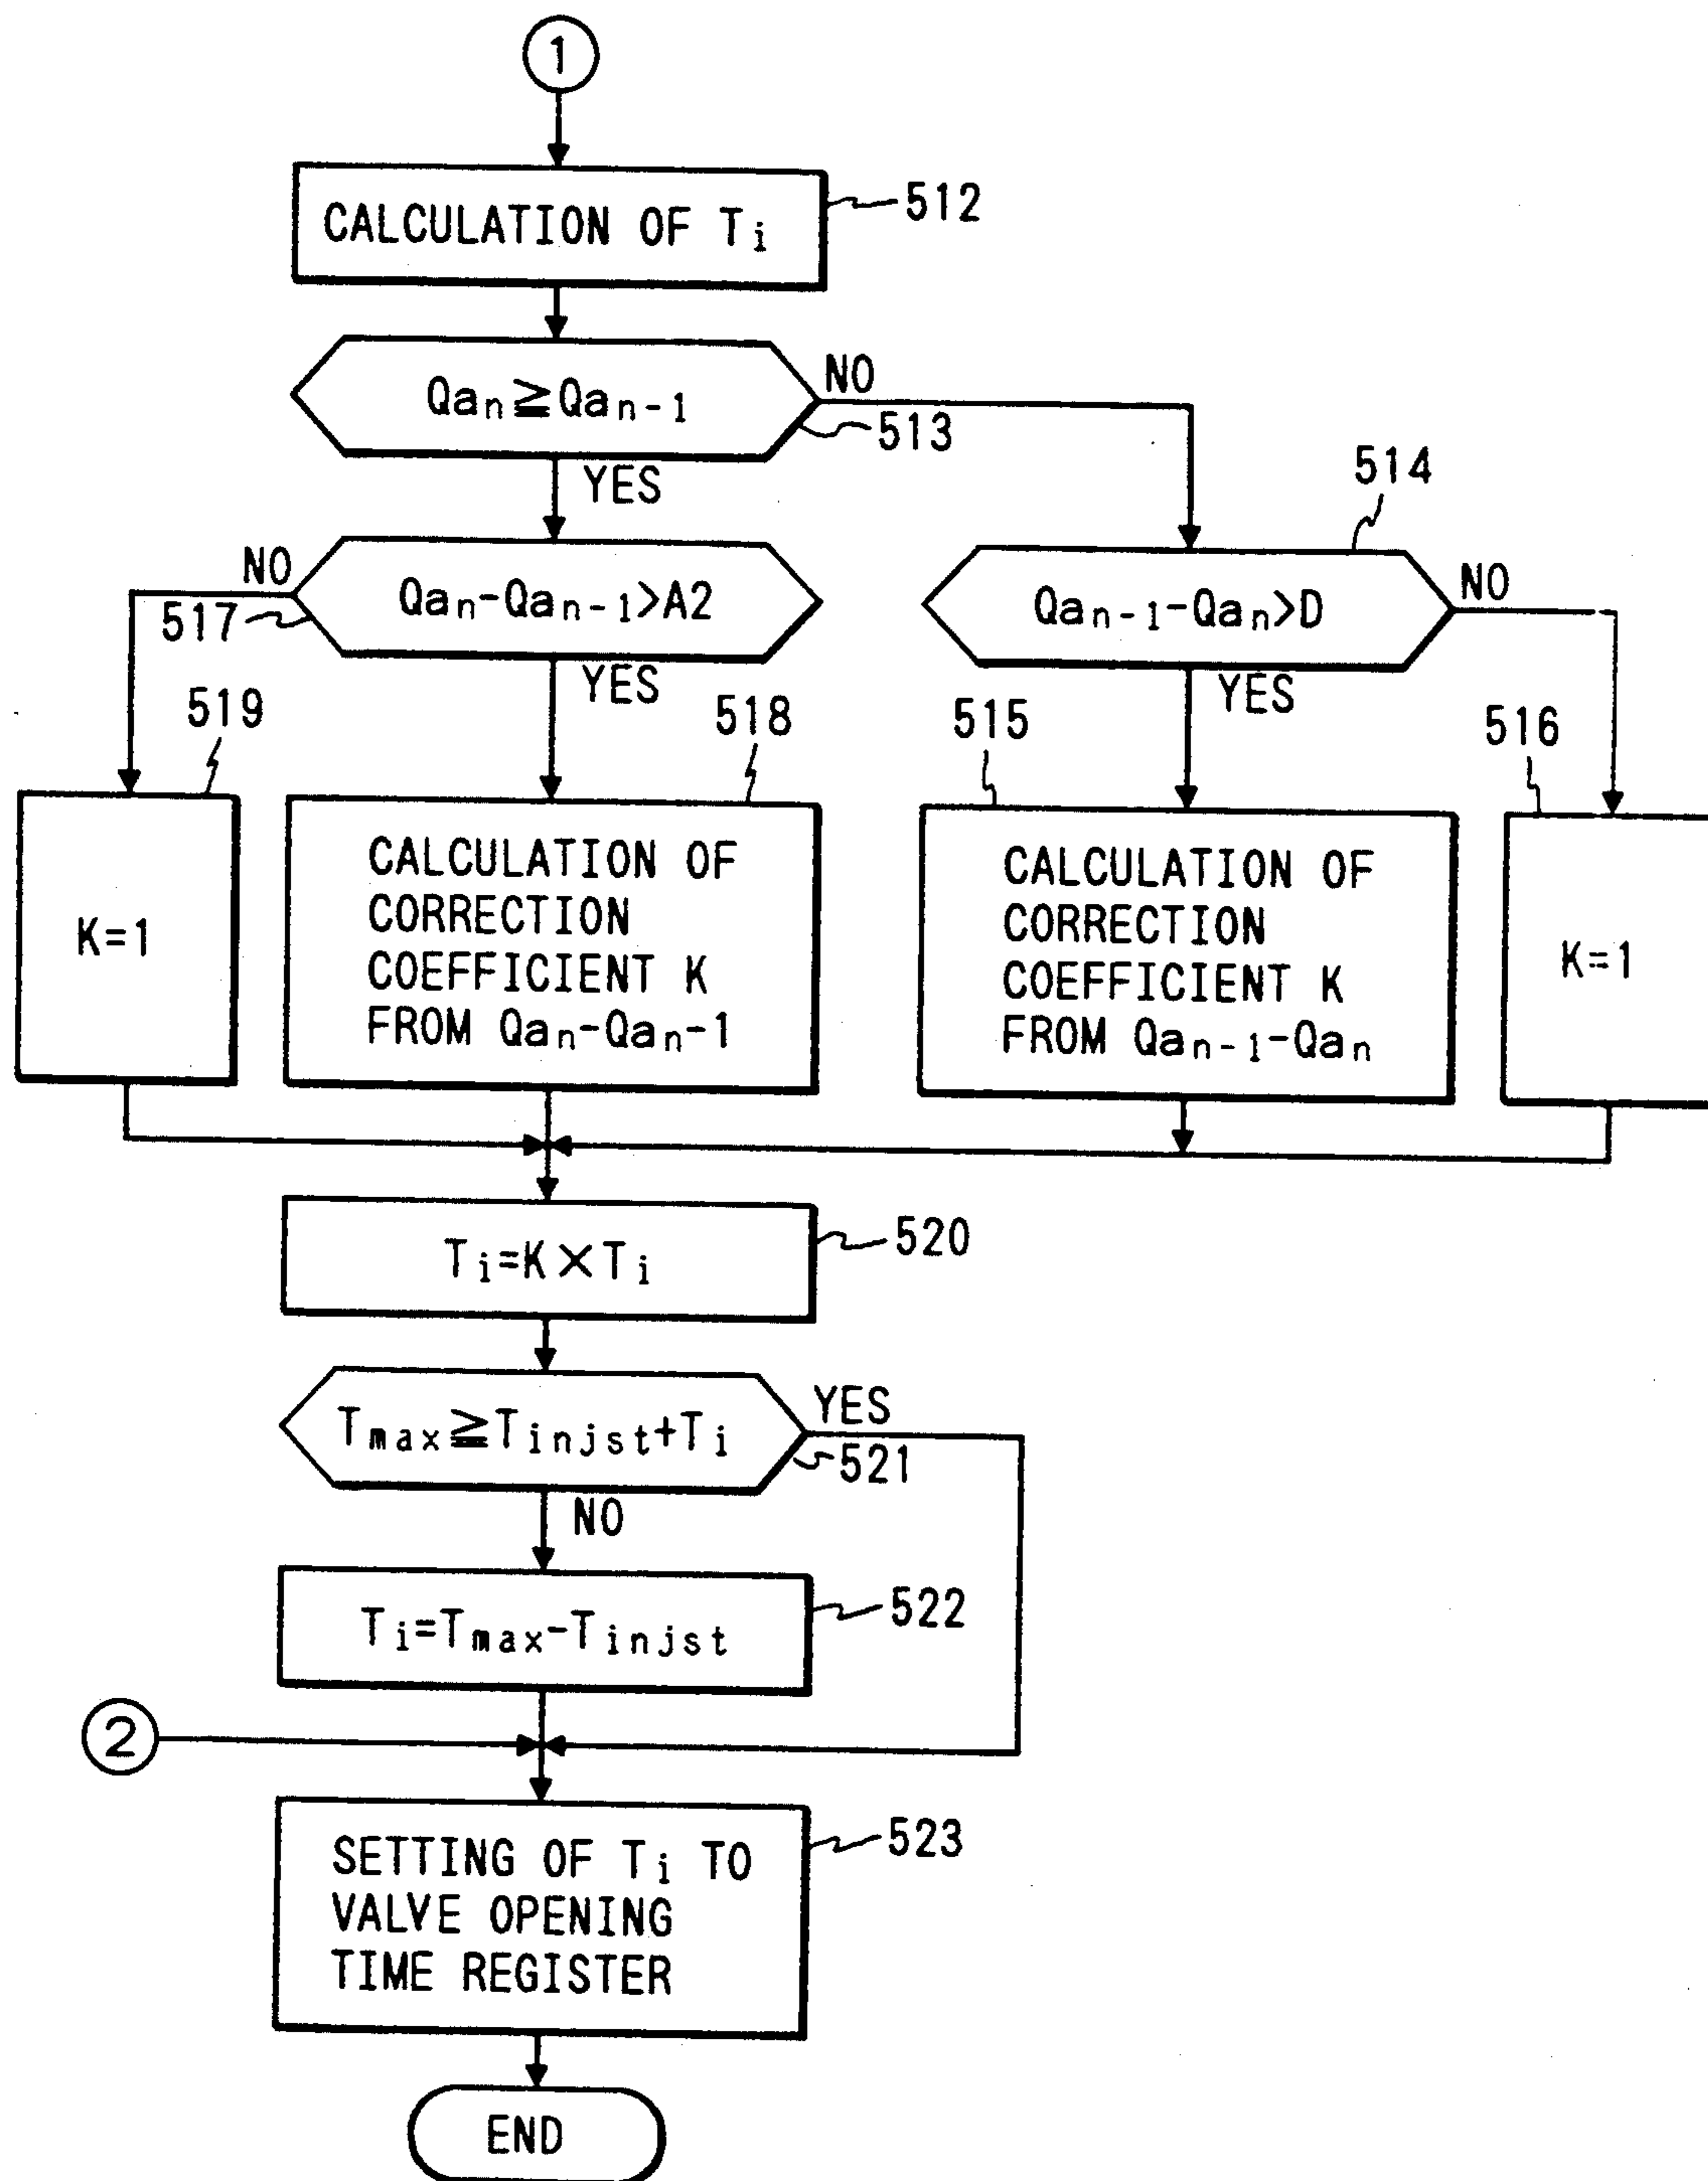 1
CALCULATION OF Ti
512
Qan≧Qan-1
NO
513
YES
514
NO
517
Qan-Qan-1>A2
Qan-1-Qan>D
NO
YES
YES
519
518
515
516
K=1
CALCULATION OF
CORRECTION
COEFFICIENT K
FROM Qan-Qan-1
CALCULATION OF
CORRECTION
COEFFICIENT K
FROM Qan-1-Qan
K=1
Ti=K×Ti
520
Tmax≧Tinjst+Ti
YES
521
NO
Ti=Tmax-Tinjst
522
2
SETTING OF Ti TO
VALVE OPENING
TIME REGISTER
523
END